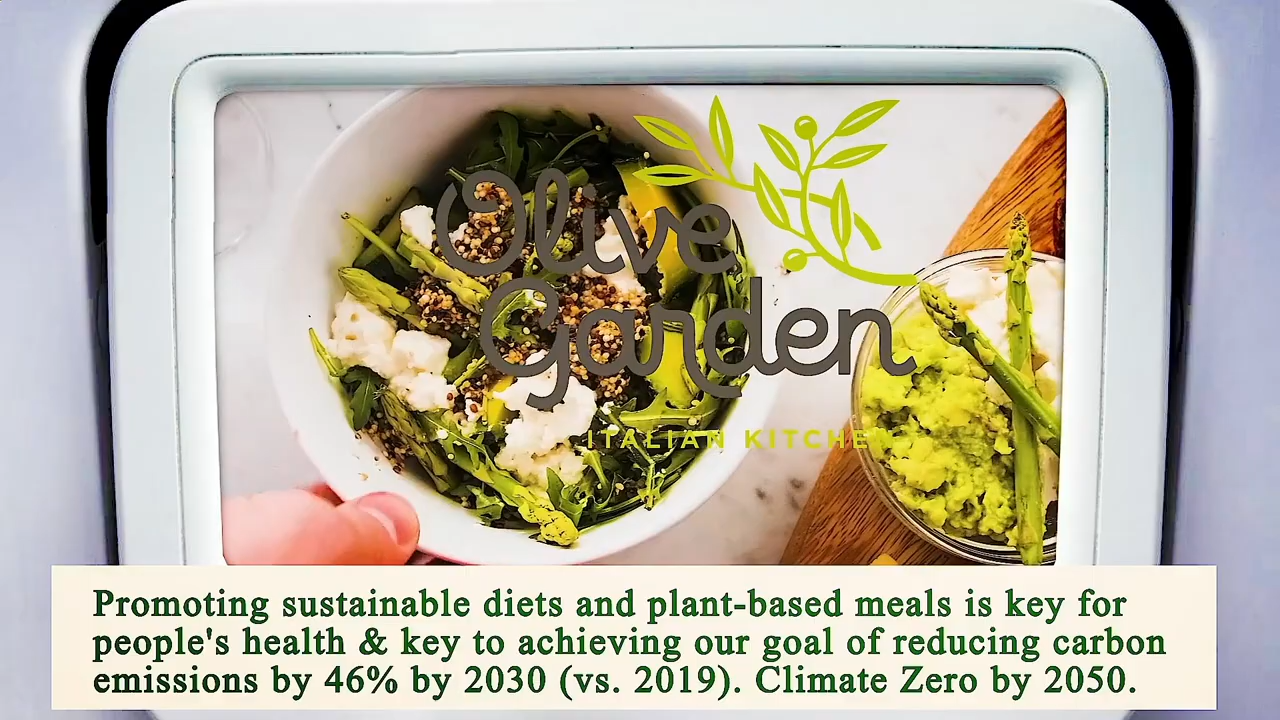 Olive
Garden
ITALIAN KITCHEN
Promoting sustainable diets and plant-based meals is key for
people's health & key to achieving our goal of reducing carbon
emissions by 46% by 2030 (vs. 2019). Climate Zero by 2050.